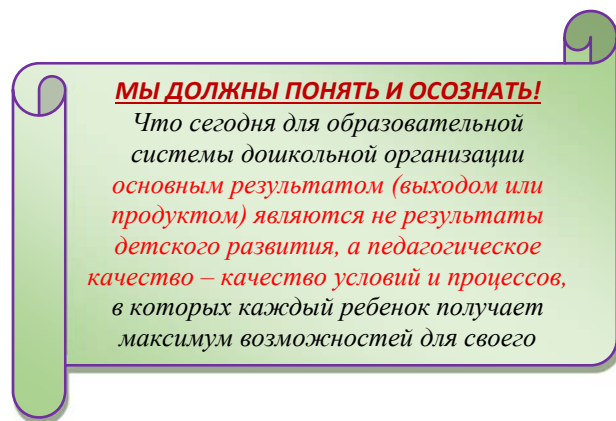 МЫ ДОЛЖНЫ ПОНЯТЬ И ОСОЗНАТЬ!
Что сегодня для образовательной
системы дошкольной организации
основным результатом (выходом или
продуктом) являются не результаты
детского развития, а педагогическое
качество – качество условий и процессов,
в которых каждый ребенок получает
максимум возможностей для своего